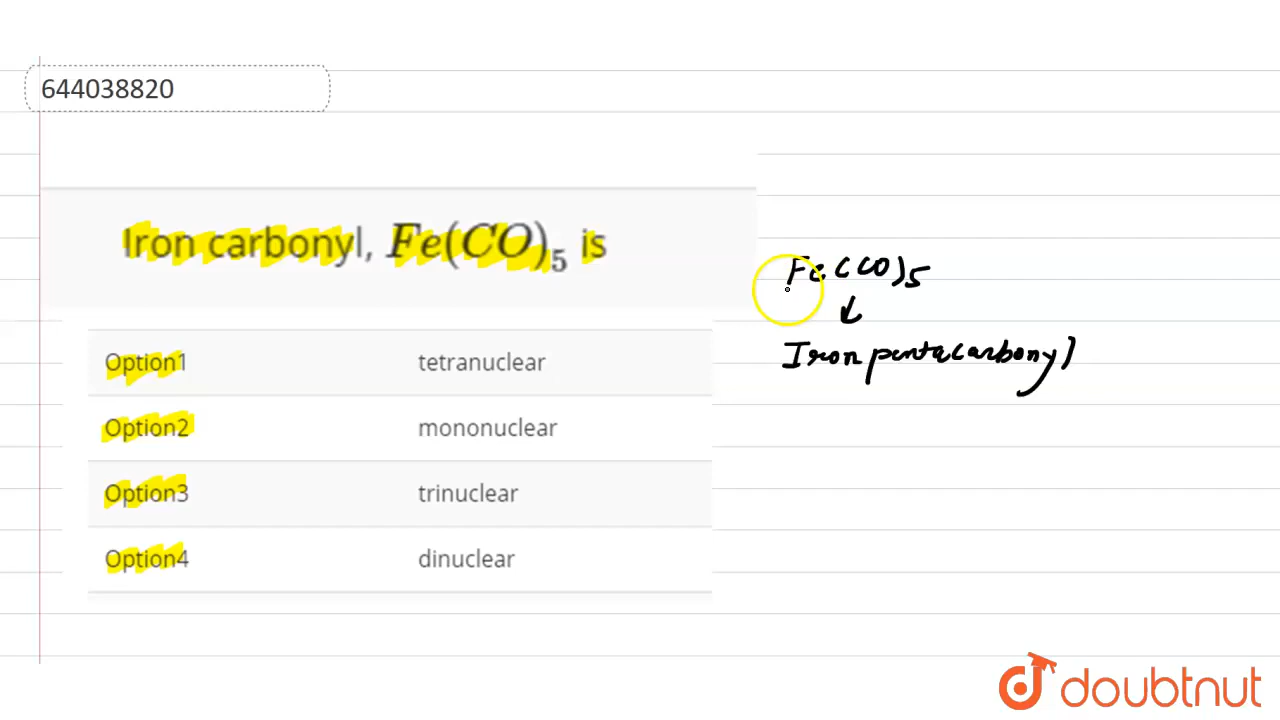 644038820
Iron carbonyl, Fe(CO)5 is
Fe(CO)5
↓
Iron pentacarbonyl
Option1 tetranuclear
Option2 mononuclear
Option3 trinuclear
Option4 dinuclear
doubtnut